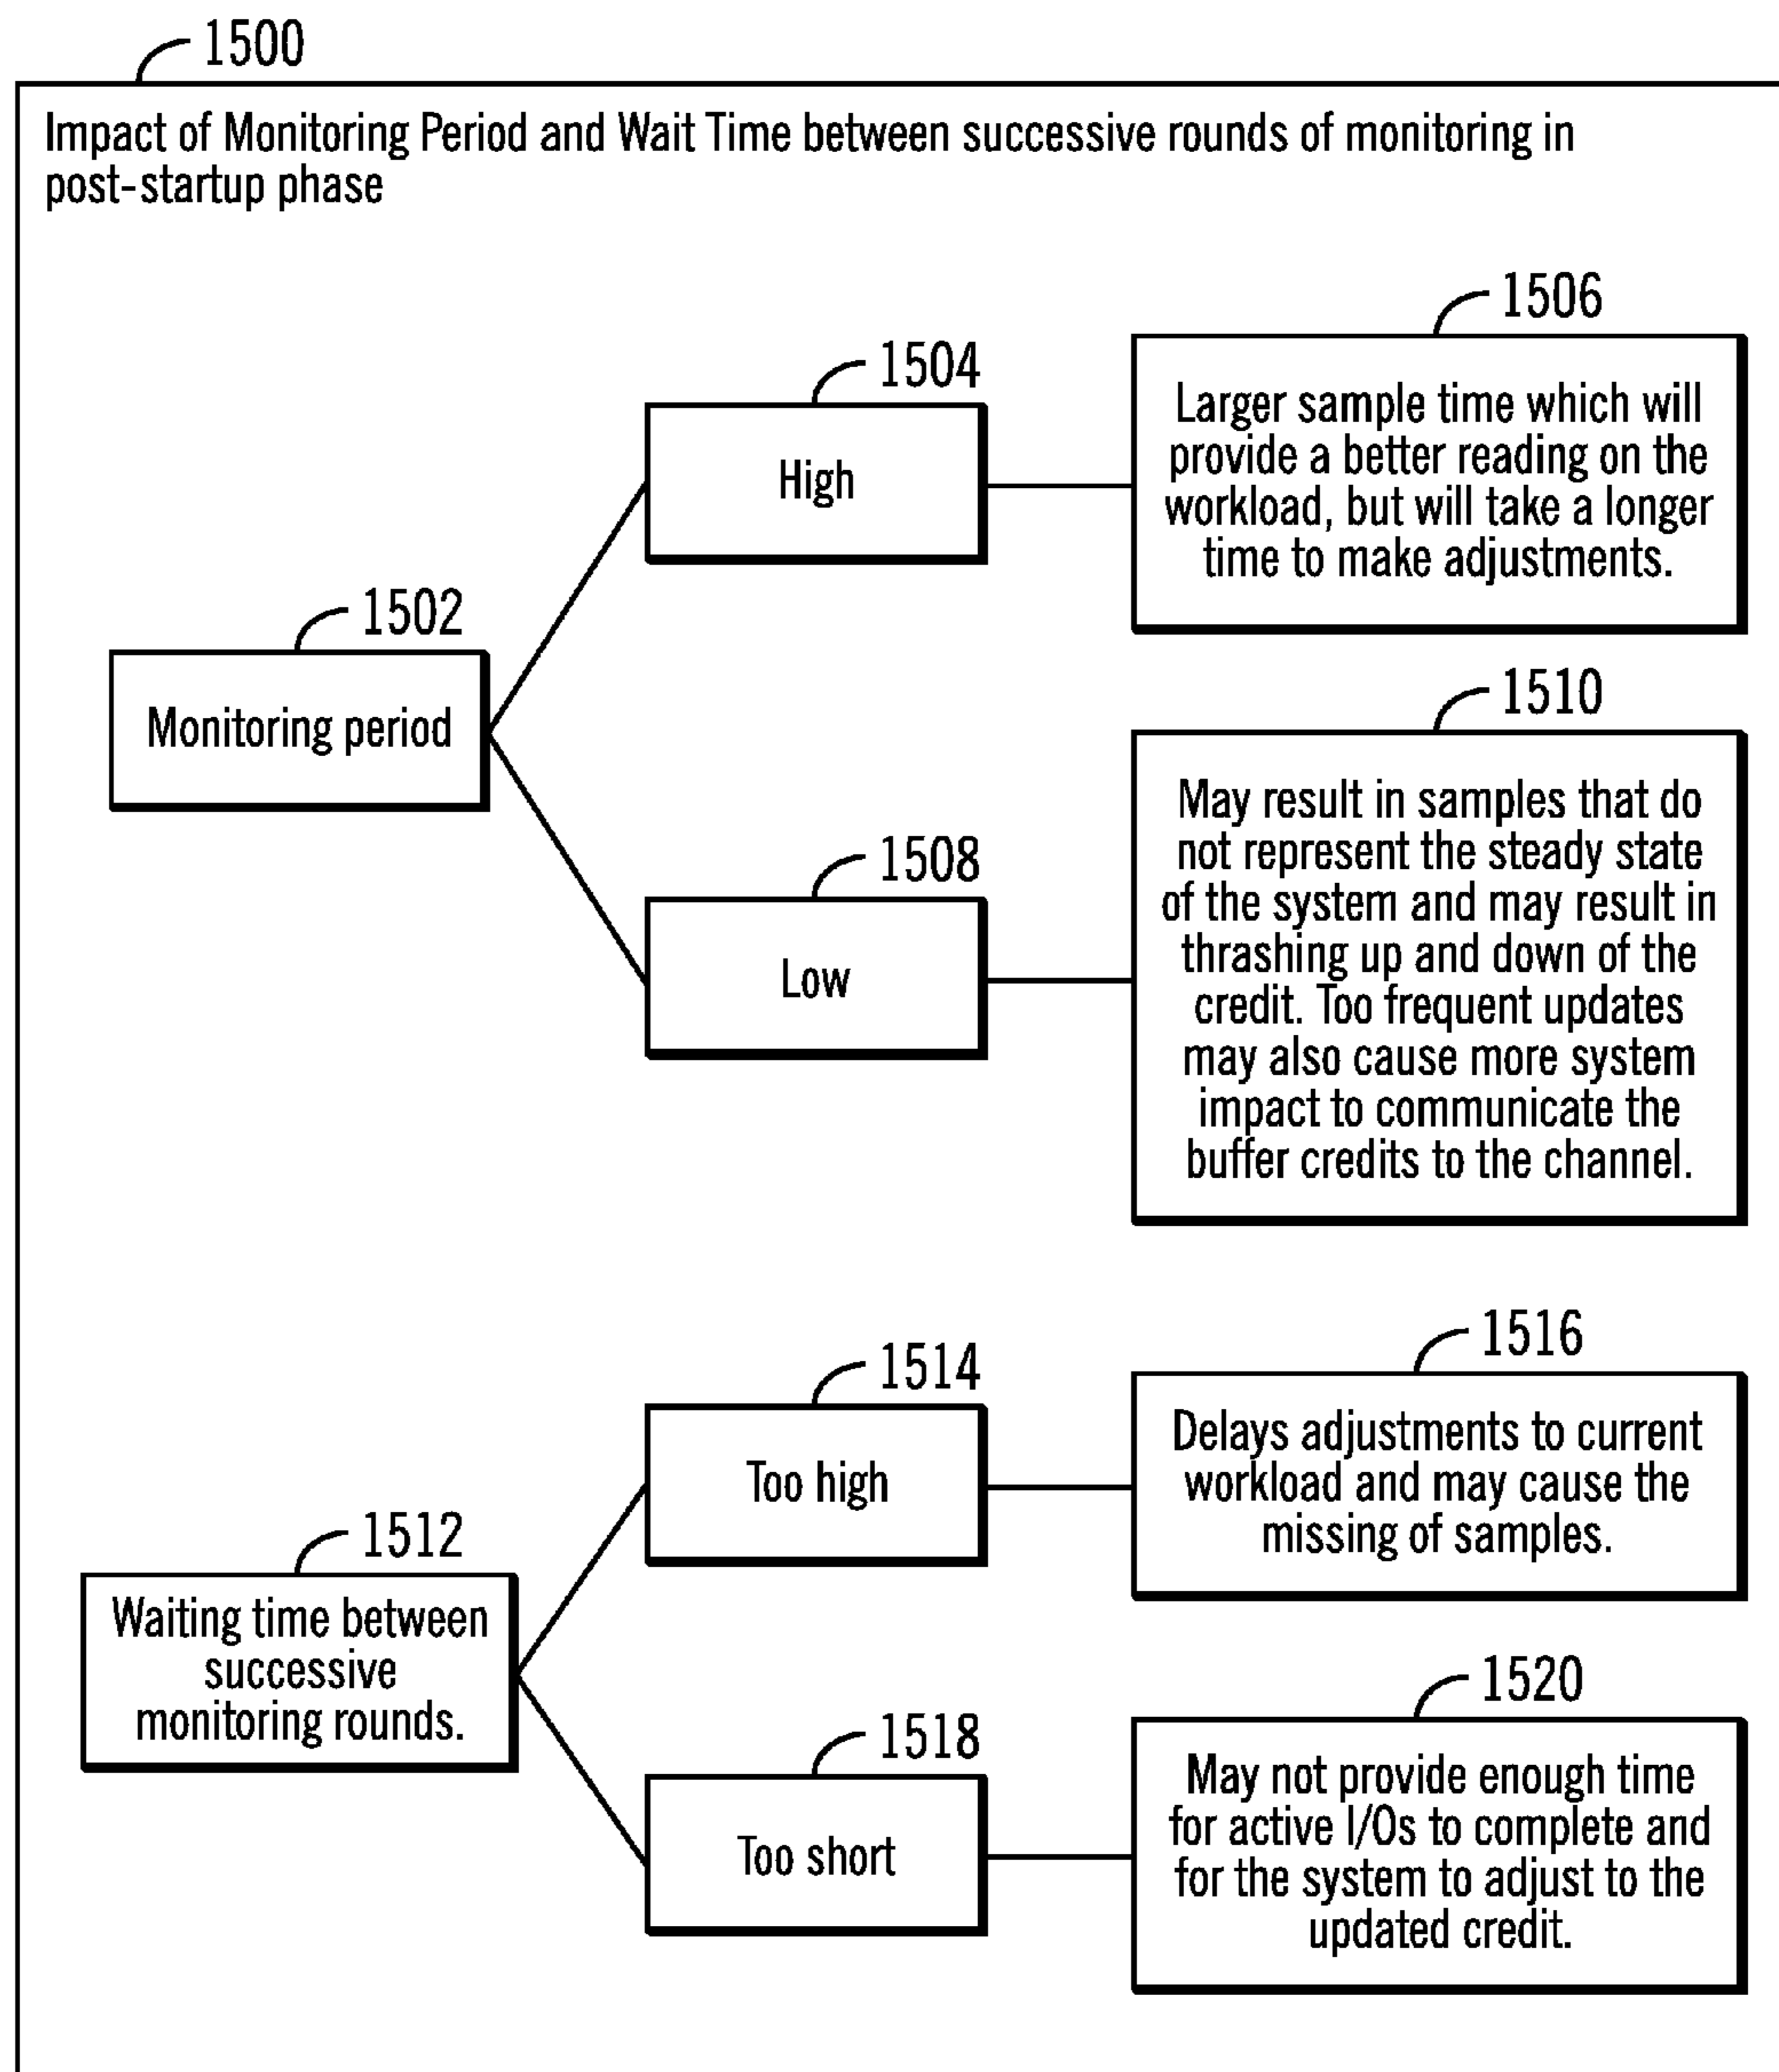 1500
Impact of Monitoring Period and Wait Time between successive rounds of monitoring in
post-startup phase
1506
1504
Larger sample time which will
provide a better reading on the
workload, but will take a longer
time to make adjustments.
High
1502
Monitoring period
1510
May result in samples that do
not represent the steady state
of the system and may result in
thrashing up and down of the
credit. Too frequent updates
may also cause more system
impact to communicate the
buffer credits to the channel.
1508
Low
1516
1514
Delays adjustments to current
workload and may cause the
missing of samples.
Too high
1512
Waiting time between
successive
monitoring rounds.
1520
1518
May not provide enough time
for active I/Os to complete and
for the system to adjust to the
updated credit.
Too short